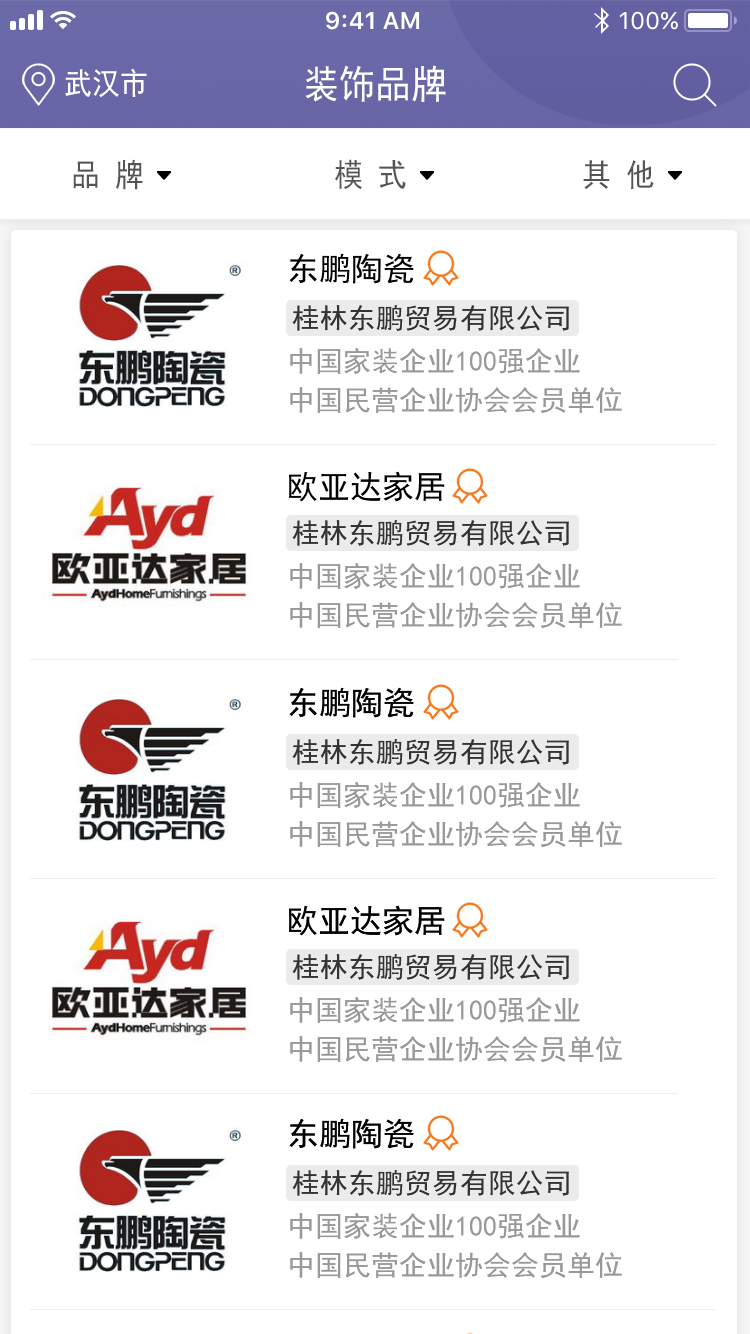 9:41 AM 100%
武汉市 装饰品牌
品 牌 模 式 其 他
®
东鹏陶瓷
DONGPENG
东鹏陶瓷
桂林东鹏贸易有限公司
中国家装企业100强企业
中国民营企业协会会员单位
Ayd
欧亚达家居
AydHomeFurnishings
欧亚达家居
桂林东鹏贸易有限公司
中国家装企业100强企业
中国民营企业协会会员单位
®
东鹏陶瓷
DONGPENG
东鹏陶瓷
桂林东鹏贸易有限公司
中国家装企业100强企业
中国民营企业协会会员单位
Ayd
欧亚达家居
AydHomeFurnishings
欧亚达家居
桂林东鹏贸易有限公司
中国家装企业100强企业
中国民营企业协会会员单位
®
东鹏陶瓷
DONGPENG
东鹏陶瓷
桂林东鹏贸易有限公司
中国家装企业100强企业
中国民营企业协会会员单位